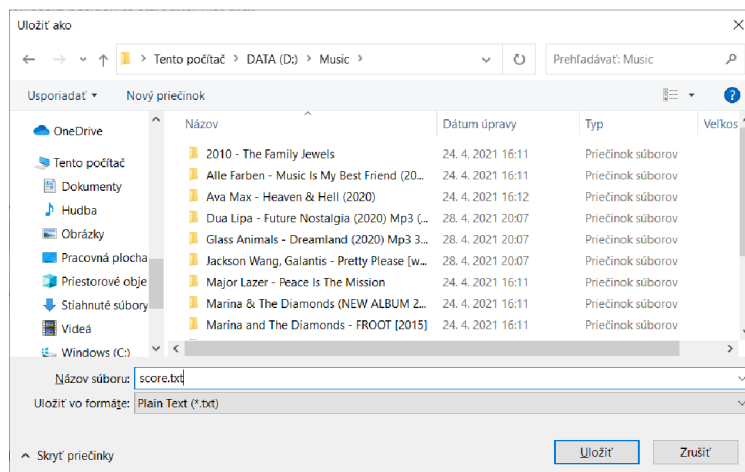 Uložiť ako
Tento počítač > DATA (D:) > Music >
Prehľadávať: Music
Usporiadať
Nový priečinok
Názov
Dátum úpravy
Typ
Veľkos
OneDrive
Tento počítač
Dokumenty
Hudba
Obrázky
Pracovná plocha
Priestorové obje
Stiahnuté súbory
Videá
Windows (C:)
2010 - The Family Jewels 24. 4. 2021 16:11 Priečinok súborov
Alle Farben - Music Is My Best Friend (20... 24. 4. 2021 16:11 Priečinok súborov
Ava Max - Heaven & Hell (2020) 24. 4. 2021 16:12 Priečinok súborov
Dua Lipa - Future Nostalgia (2020) Mp3 (... 28. 4. 2021 20:07 Priečinok súborov
Glass Animals - Dreamland (2020) Mp3 3... 28. 4. 2021 20:07 Priečinok súborov
Jackson Wang, Galantis - Pretty Please [w... 28. 4. 2021 20:07 Priečinok súborov
Major Lazer - Peace Is The Mission 24. 4. 2021 16:11 Priečinok súborov
Marina & The Diamonds (NEW ALBUM 2... 24. 4. 2021 16:11 Priečinok súborov
Marina and The Diamonds - FROOT [2015] 24. 4. 2021 16:11 Priečinok súborov
Názov súboru: score.txt
Uložiť vo formáte: Plain Text (*.txt)
Skryť priečinky
Uložiť
Zrušiť